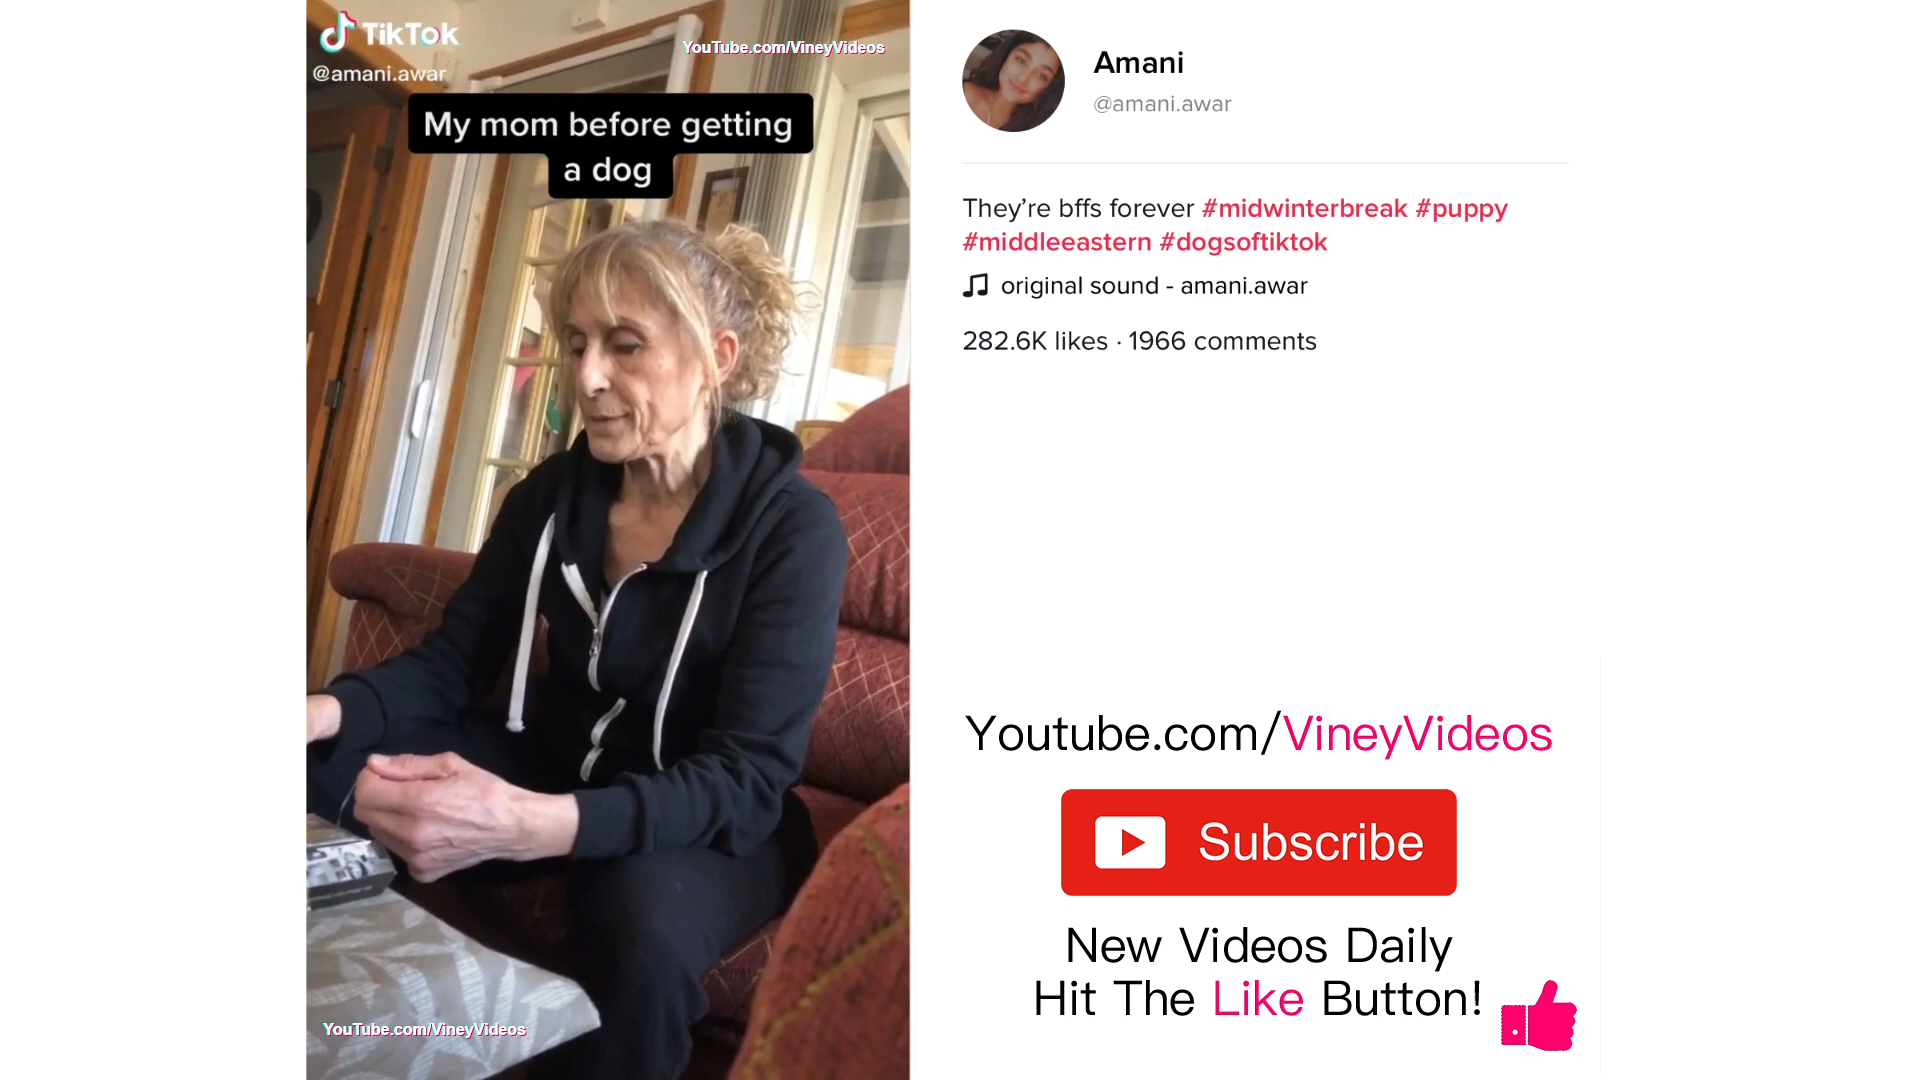 TikTok
@amani.awar
YouTube.com/VineyVideos
My mom before getting
a dog
YouTube.com/VineyVideos
Amani
@amani.awar
They’re bffs forever #midwinterbreak #puppy
#middleeastern #dogsoftiktok
original sound - amani.awar
282.6K likes · 1966 comments
Youtube.com/VineyVideos
Subscribe
New Videos Daily
Hit The Like Button!